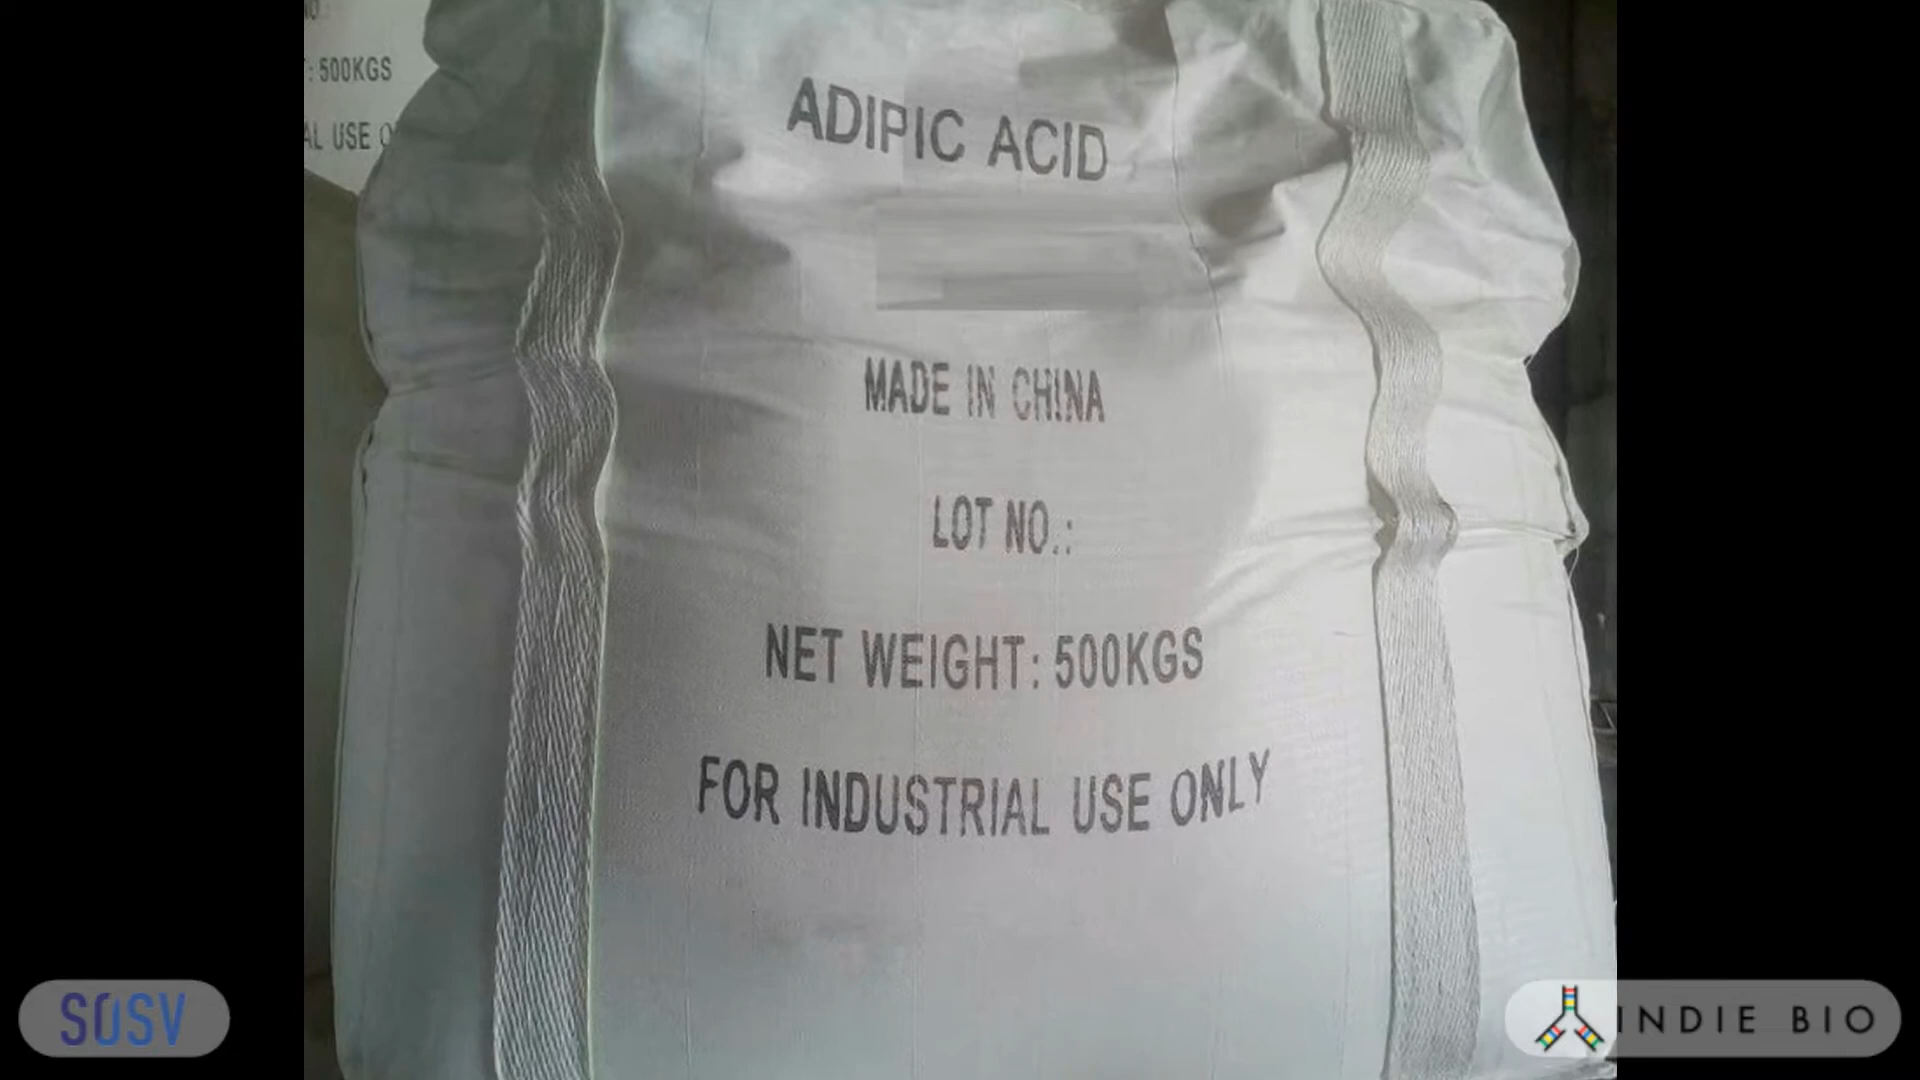 : 500KGS
AL USE O
ADIPIC ACID
MADE IN CHINA
LOT NO.:
NET WEIGHT: 500KGS
FOR INDUSTRIAL USE ONLY
SOSV
INDIE BIO